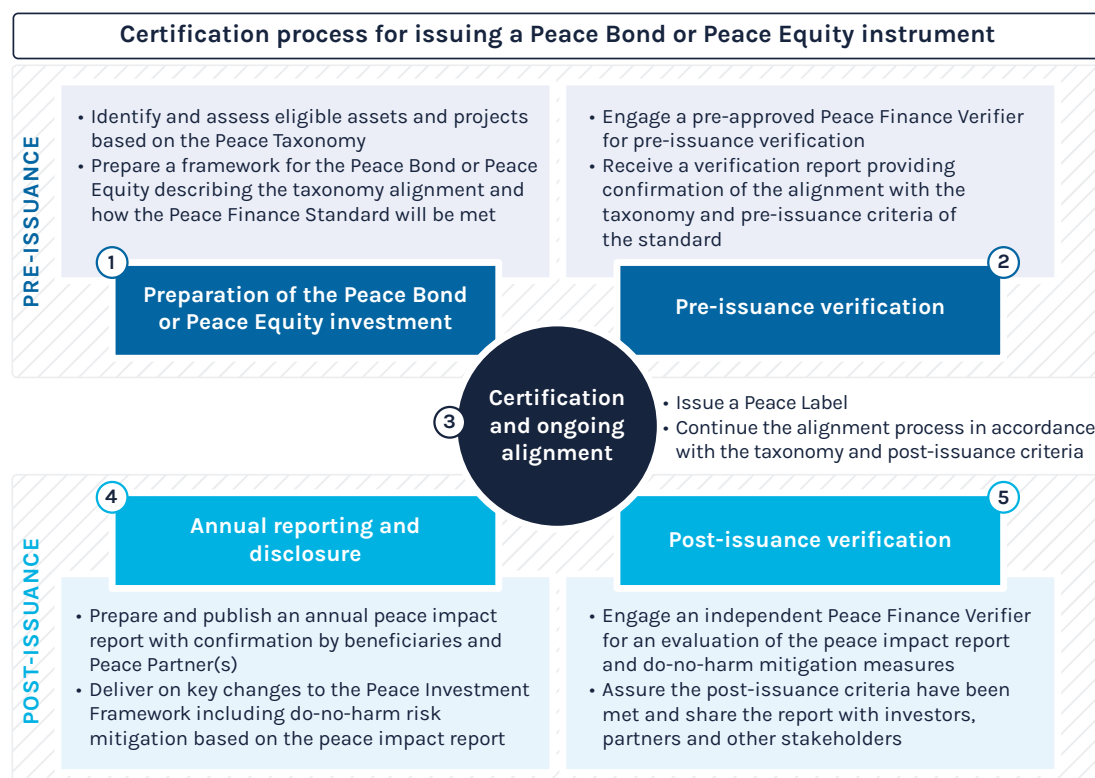 Certification process for issuing a Peace Bond or Peace Equity instrument
PRE-ISSUANCE
• Identify and assess eligible assets and projects
based on the Peace Taxonomy
• Prepare a framework for the Peace Bond or Peace
Equity describing the taxonomy alignment and
how the Peace Finance Standard will be met
1
Preparation of the Peace Bond
or Peace Equity investment
• Engage a pre-approved Peace Finance Verifier
for pre-issuance verification
• Receive a verification report providing
confirmation of the alignment with the
taxonomy and pre-issuance criteria of
the standard
2
Pre-issuance verification
3
Certification
and ongoing
alignment
• Issue a Peace Label
• Continue the alignment process in accordance
with the taxonomy and post-issuance criteria
POST-ISSUANCE
4
Annual reporting and
disclosure
• Prepare and publish an annual peace impact
report with confirmation by beneficiaries and
Peace Partner(s)
• Deliver on key changes to the Peace Investment
Framework including do-no-harm risk
mitigation based on the peace impact report
5
Post-issuance verification
• Engage an independent Peace Finance Verifier
for an evaluation of the peace impact report
and do-no-harm mitigation measures
• Assure the post-issuance criteria have been
met and share the report with investors,
partners and other stakeholders